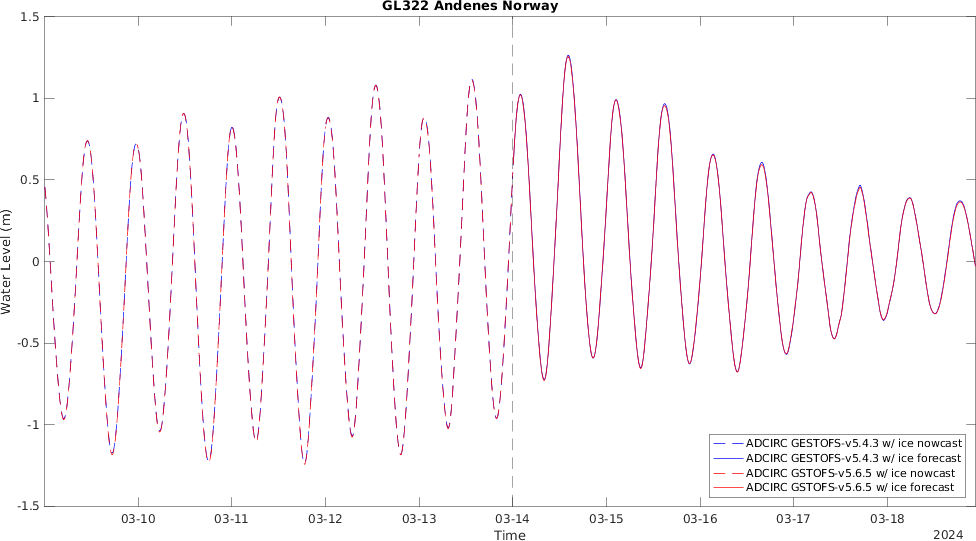 GL322 Andenes Norway
1.5
1
0.5
0
-0.5
-1
-1.5
Water Level (m)
ADCIRC GESTOFS-v5.4.3 w/ ice nowcast
ADCIRC GESTOFS-v5.4.3 w/ ice forecast
ADCIRC GSTOFS-v5.6.5 w/ ice nowcast
ADCIRC GSTOFS-v5.6.5 w/ ice forecast
03-10 03-11 03-12 03-13 03-14 03-15 03-16 03-17 03-18
Time
2024